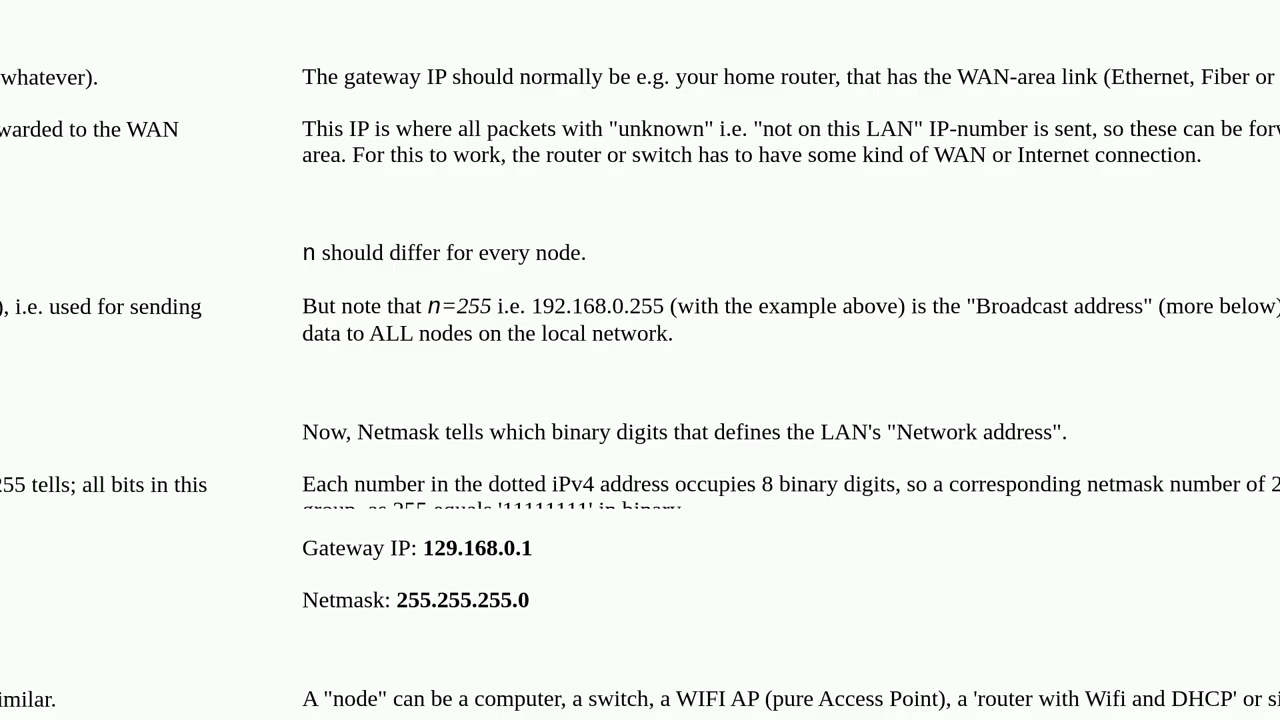 whatever).
The gateway IP should normally be e.g. your home router, that has the WAN-area link (Ethernet, Fiber or
warded to the WAN
This IP is where all packets with "unknown" i.e. "not on this LAN" IP-number is sent, so these can be forw
area. For this to work, the router or switch has to have some kind of WAN or Internet connection.
n should differ for every node.
), i.e. used for sending
But note that n=255 i.e. 192.168.0.255 (with the example above) is the "Broadcast address" (more below)
data to ALL nodes on the local network.
Now, Netmask tells which binary digits that defines the LAN's "Network address".
255 tells; all bits in this
Each number in the dotted iPv4 address occupies 8 binary digits, so a corresponding netmask number of 2
group, as 255 equals '11111111' in binary.
Gateway IP: 129.168.0.1
Netmask: 255.255.255.0
imilar.
A "node" can be a computer, a switch, a WIFI AP (pure Access Point), a 'router with Wifi and DHCP' or si